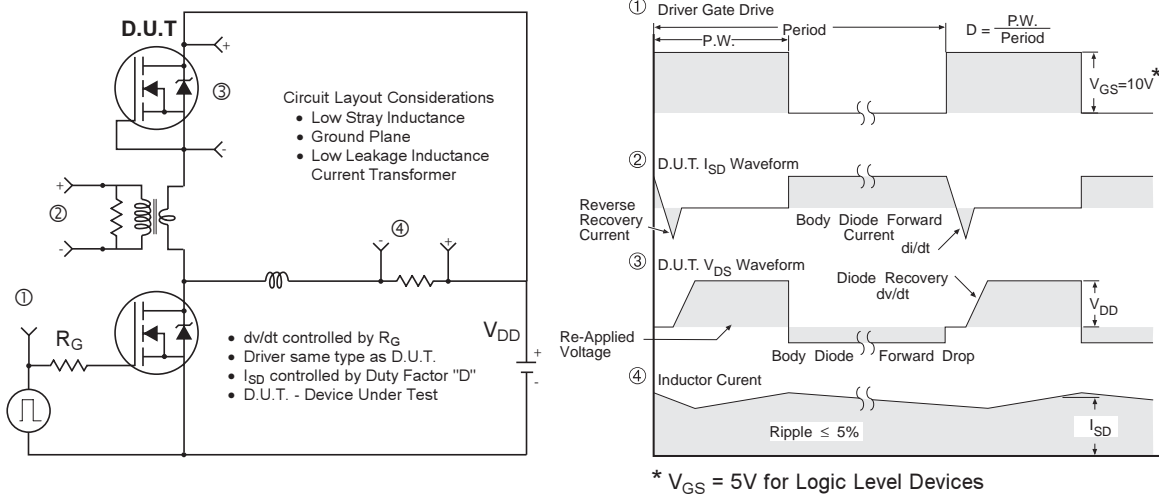 D.U.T
+
③
-
Circuit Layout Considerations
• Low Stray Inductance
• Ground Plane
• Low Leakage Inductance
Current Transformer
+
②
-
④
-
+
①
R_G
• dv/dt controlled by R_G
• Driver same type as D.U.T.
• I_SD controlled by Duty Factor "D"
• D.U.T. - Device Under Test
V_DD
+
-
① Driver Gate Drive
P.W.
Period
D = P.W.
Period
V_GS=10V*
② D.U.T. I_SD Waveform
Reverse
Recovery
Current
Body Diode Forward
Current
di/dt
③ D.U.T. V_DS Waveform
Diode Recovery
dv/dt
V_DD
Re-Applied
Voltage
Body Diode Forward Drop
④ Inductor Curent
Ripple ≤ 5%
I_SD
* V_GS = 5V for Logic Level Devices